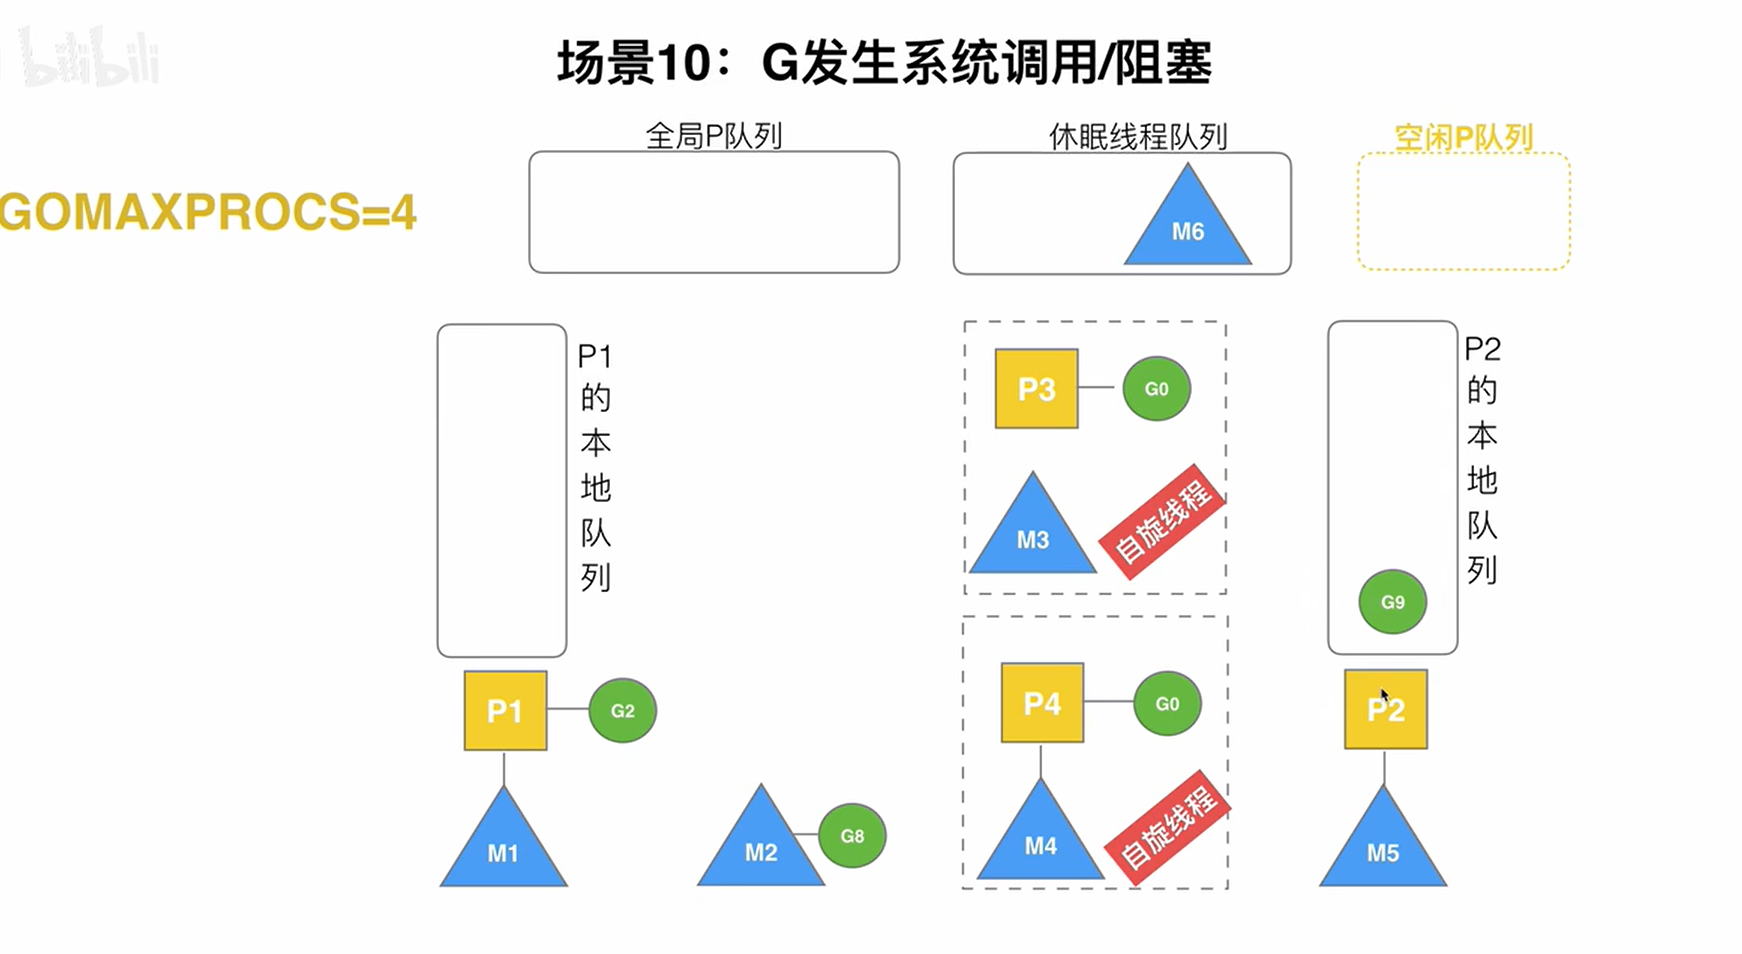 bilibili
场景10：G发生系统调用/阻塞
全局P队列
休眠线程队列
空闲P队列
GOMAXPROCS=4
M6
P1的本地队列
P3
G0
M3
自旋线程
P2的本地队列
G9
P1
G2
M1
M2
G8
P4
G0
M4
自旋线程
P2
M5